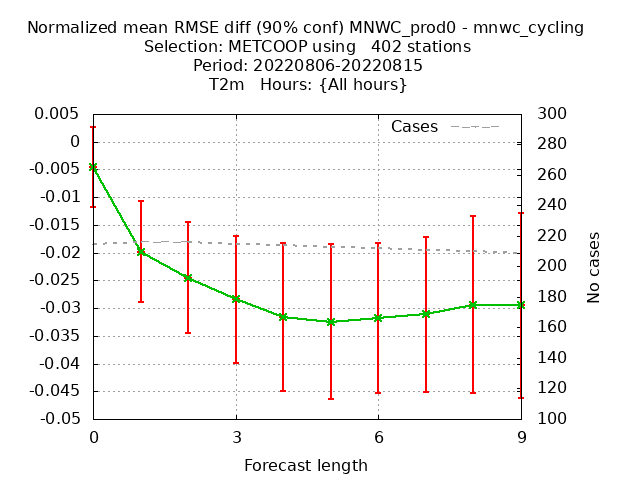 Normalized mean RMSE diff (90% conf) MNWC_prod0 - mnwc_cycling
Selection: METCOOP using   402 stations
Period: 20220806-20220815
T2m   Hours: {All hours}
Cases
0.005
0
-0.005
-0.01
-0.015
-0.02
-0.025
-0.03
-0.035
-0.04
-0.045
-0.05
300
280
260
240
220
200
180
160
140
120
100
No cases
0 3 6 9
Forecast length